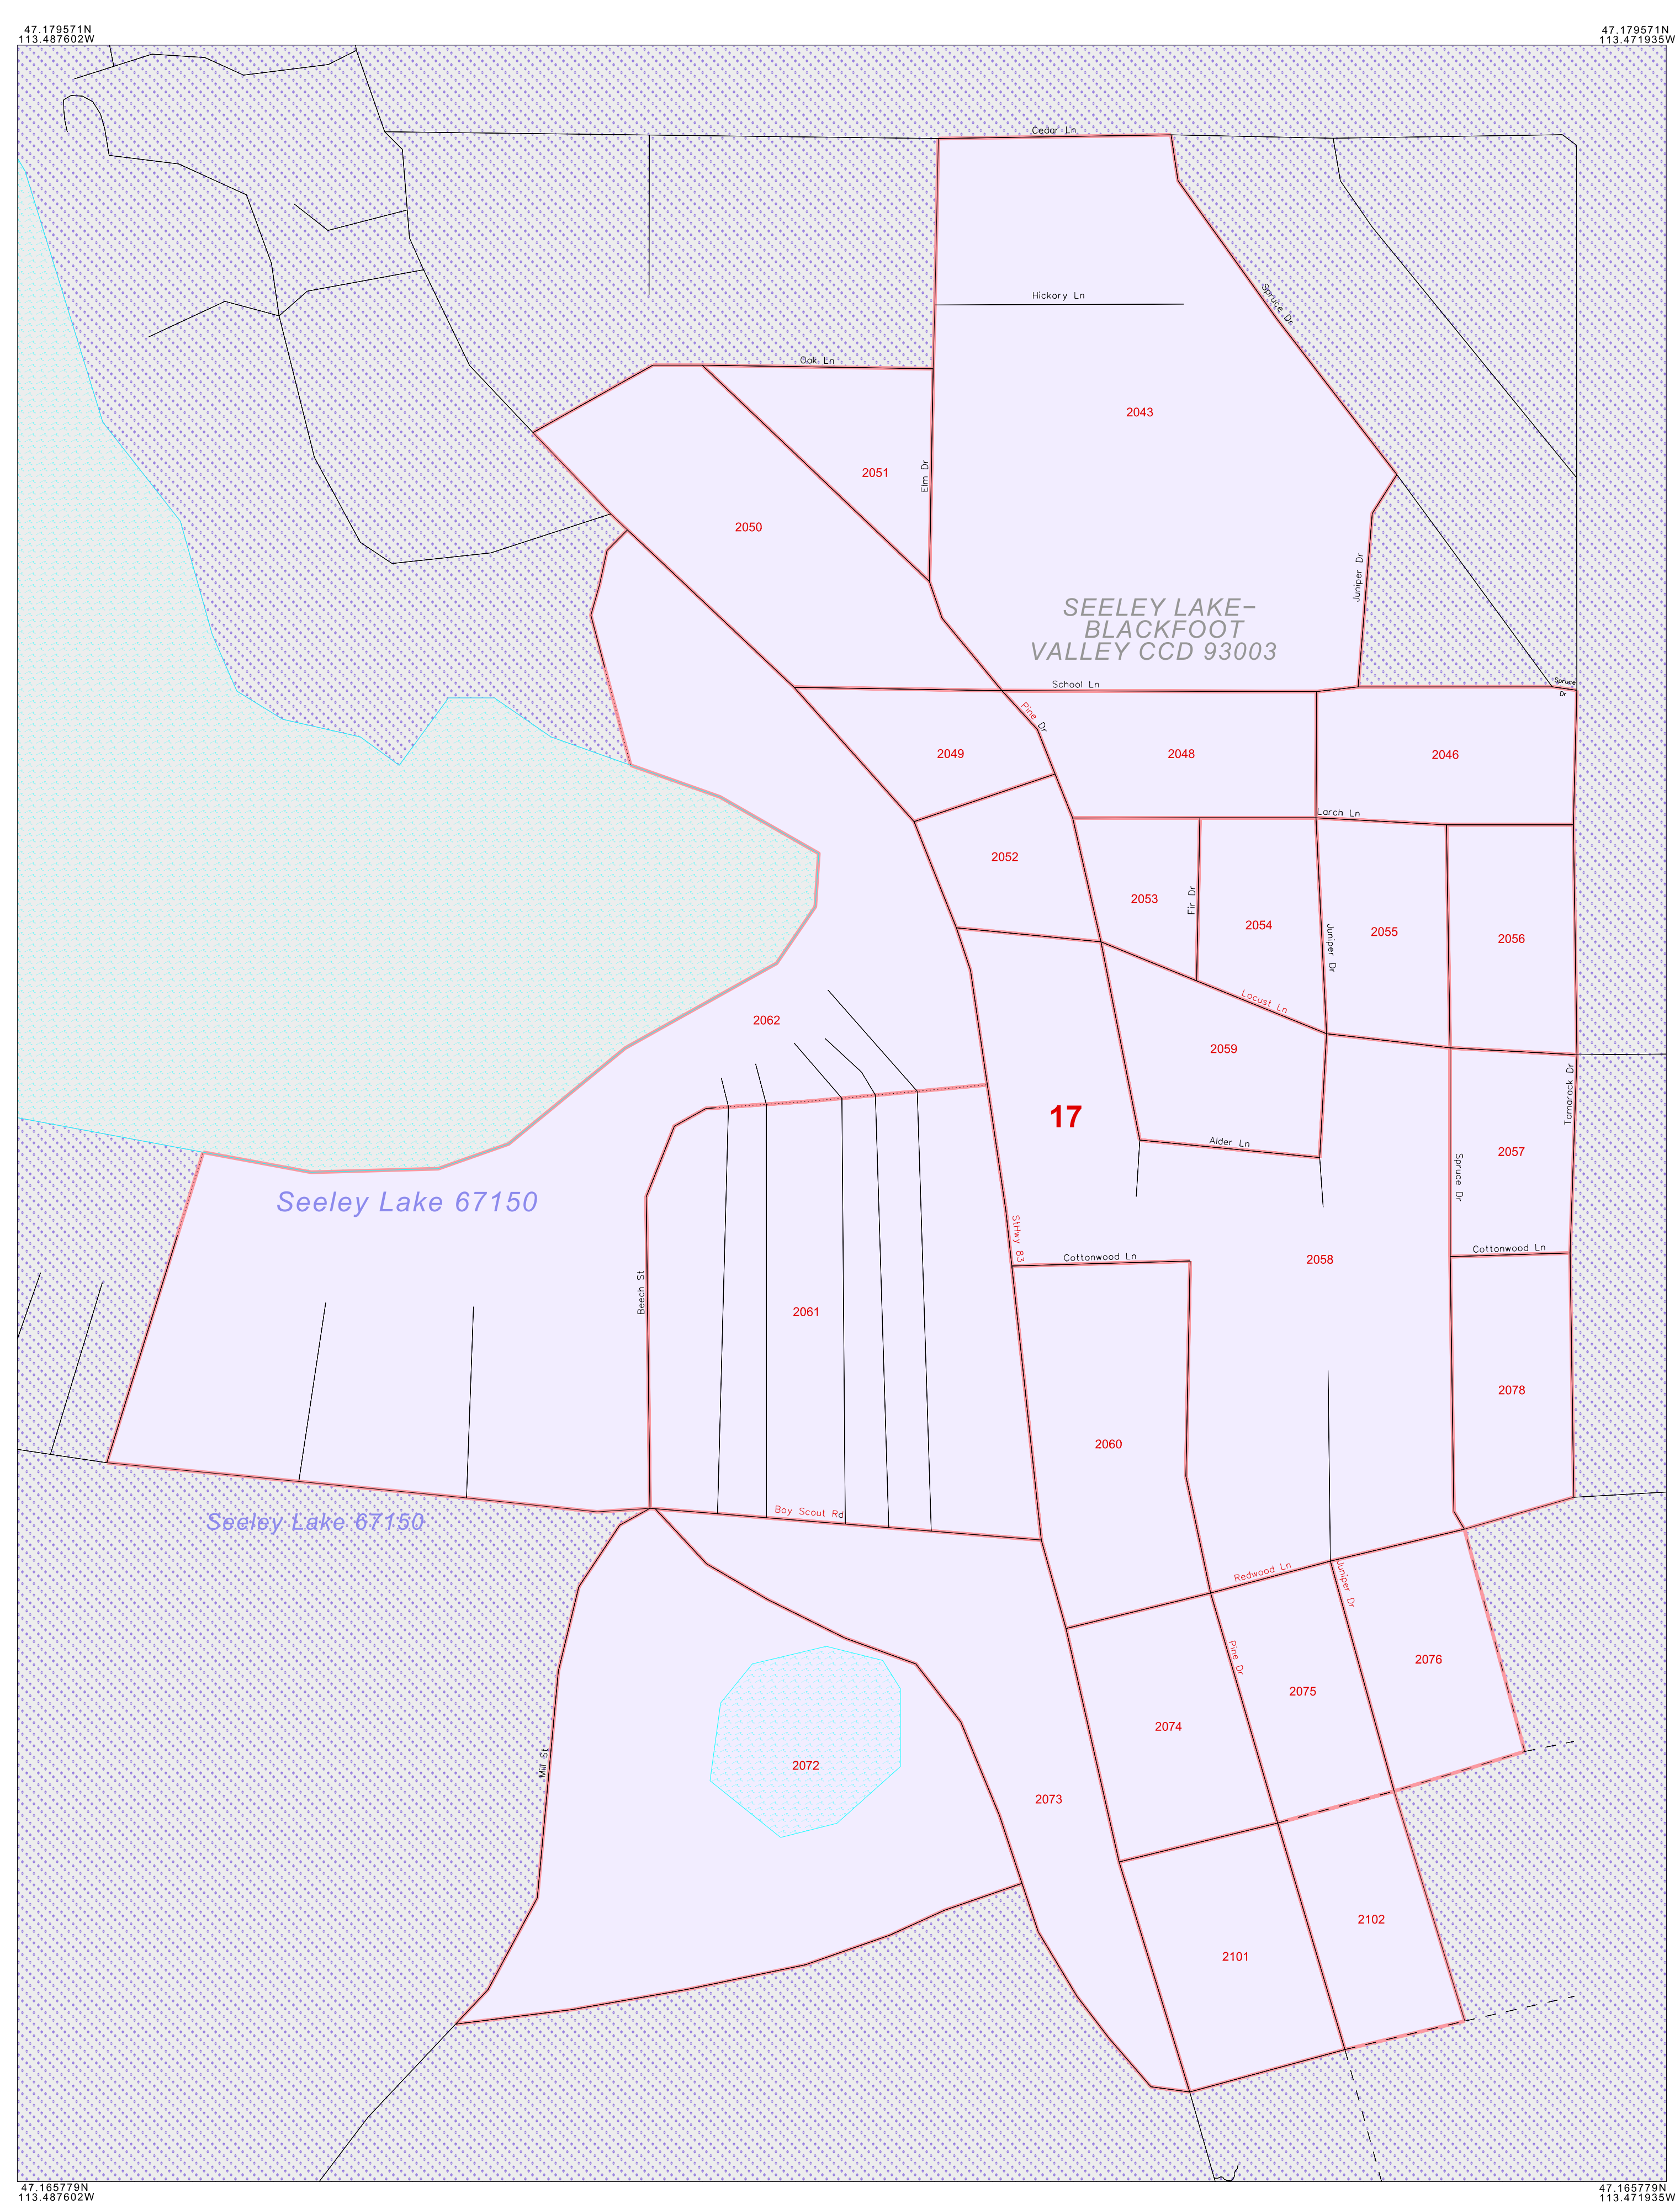 47.179571N
113.487602W
47.179571N
113.471935W
Cedar Ln
Hickory Ln
Spruce Dr
Oak Ln
2043
2051
Elm Dr
2050
Juniper Dr
SEELEY LAKE-
BLACKFOOT
VALLEY CCD 93003
School Ln
Spruce
Dr
Pine Dr
2049
2048
2046
Larch Ln
2052
2053
Fir Dr
2054
Juniper Dr
2055
2056
Locust Ln
2062
2059
Tamarack Dr
17
Alder Ln
2057
Spruce Dr
Seeley Lake 67150
StHwy 83
Cottonwood Ln
2058
Cottonwood Ln
Beech St
2061
2078
2060
Boy Scout Rd
Seeley Lake 67150
Redwood Ln
Juniper Dr
Pine Dr
2076
2075
2074
Mill St
2072
2073
2102
2101
47.165779N
113.487602W
47.165779N
113.471935W